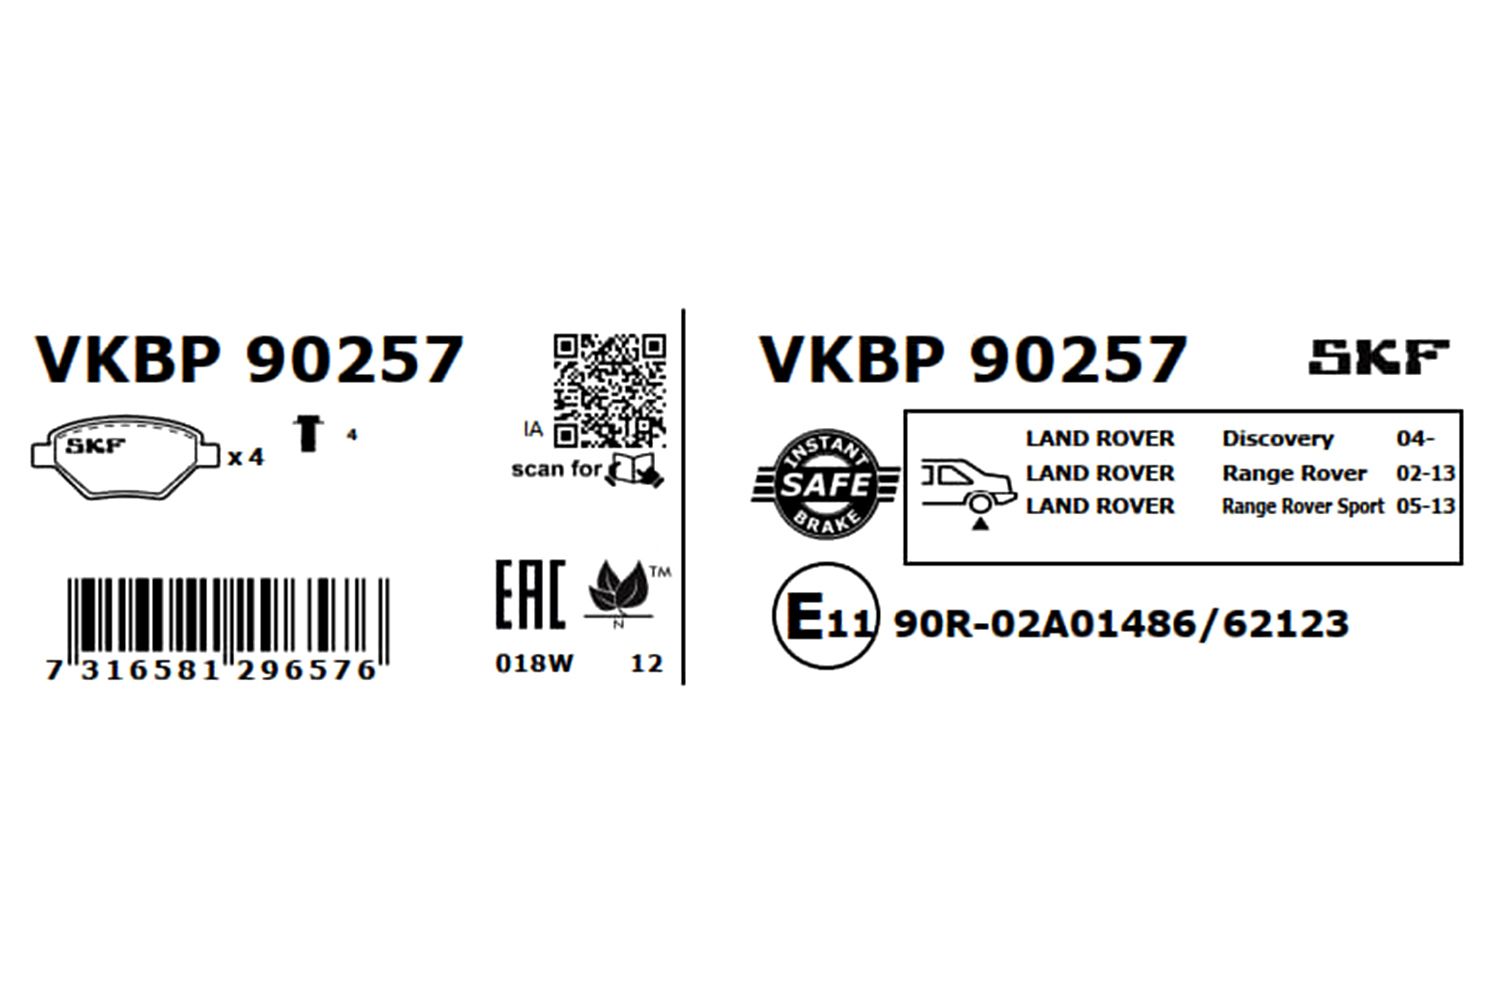 VKBP 90257
SKF
x 4
4
IA
scan for
7 316581 296576
EAC
TM
N
018W 12
VKBP 90257
SKF
INSTANT
SAFE
BRAKE
LAND ROVER Discovery 04-
LAND ROVER Range Rover 02-13
LAND ROVER Range Rover Sport 05-13
E11 90R-02A01486/62123